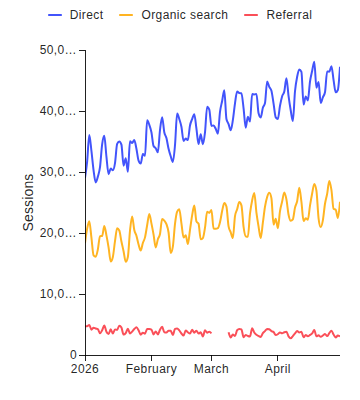 Direct Organic search Referral
50,0…
40,0…
30,0…
20,0…
10,0…
0
Sessions
2026 February March April